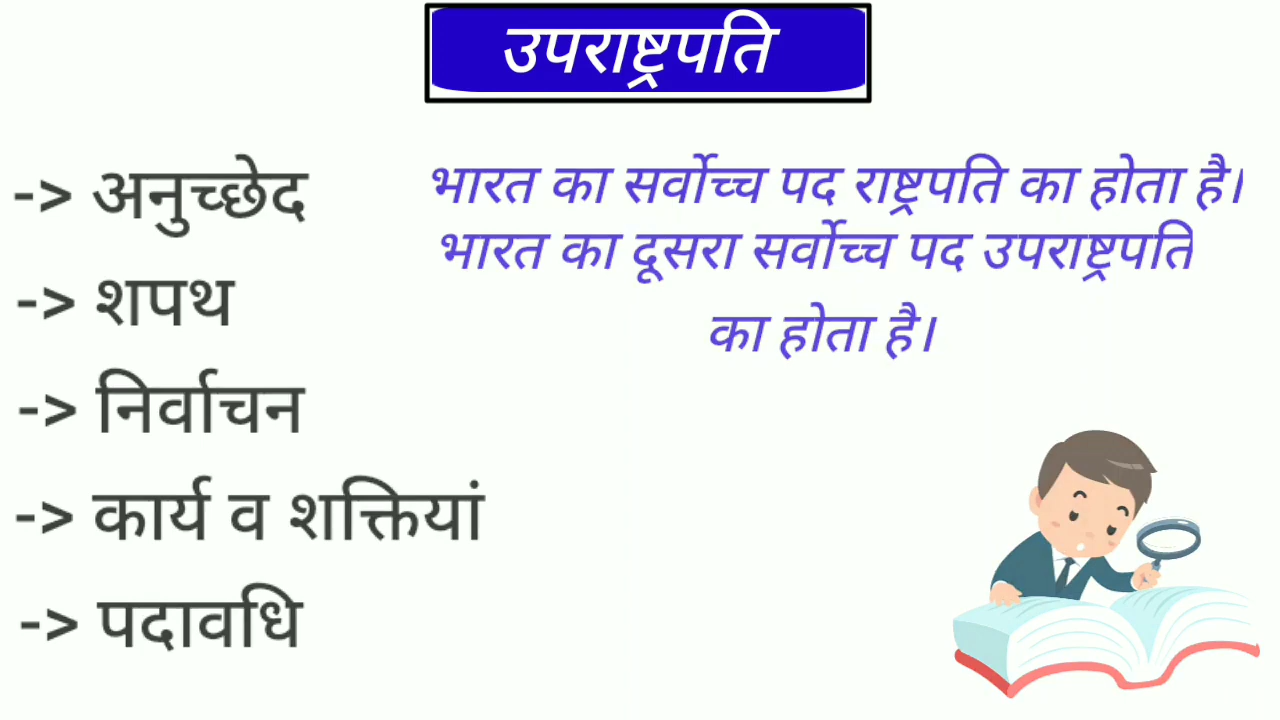 उपराष्ट्रपति
-> अनुच्छेद
-> शपथ
-> निर्वाचन
-> कार्य व शक्तियां
-> पदावधि
भारत का सर्वोच्च पद राष्ट्रपति का होता है।
भारत का दूसरा सर्वोच्च पद उपराष्ट्रपति
का होता है।